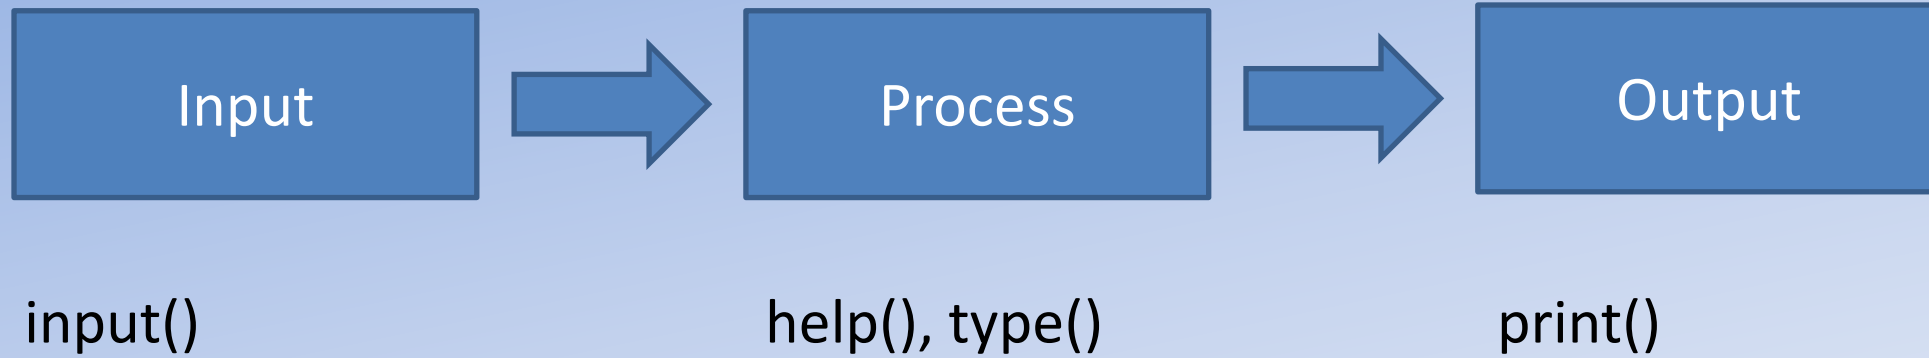 Input
Process
Output
input()
help(), type()
print()